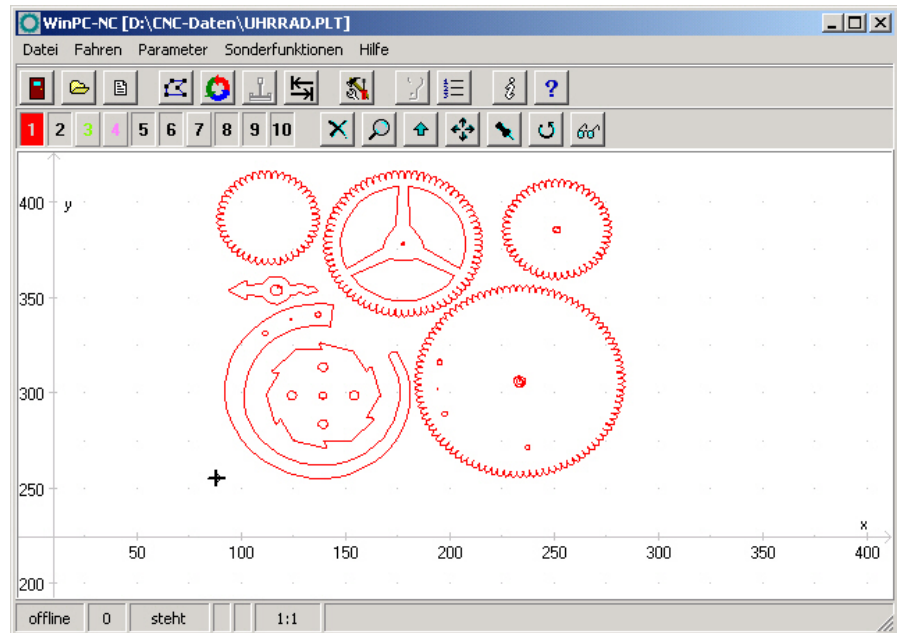 WinPC-NC [D:\CNC-Daten\UHRRAD.PLT]
Datei Fahren Parameter Sonderfunktionen Hilfe
1 2 3 4 5 6 7 8 9 10
400 y
350
300
250
x
50 100 150 200 250 300 350 400
200
offline 0 steht 1:1